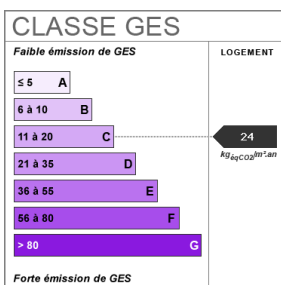 CLASSE GES
Faible émission de GES
LOGEMENT
≤ 5 A
6 à 10 B
11 à 20 C
24
kgéqCO2/m².an
21 à 35 D
36 à 55 E
56 à 80 F
> 80 G
Forte émission de GES